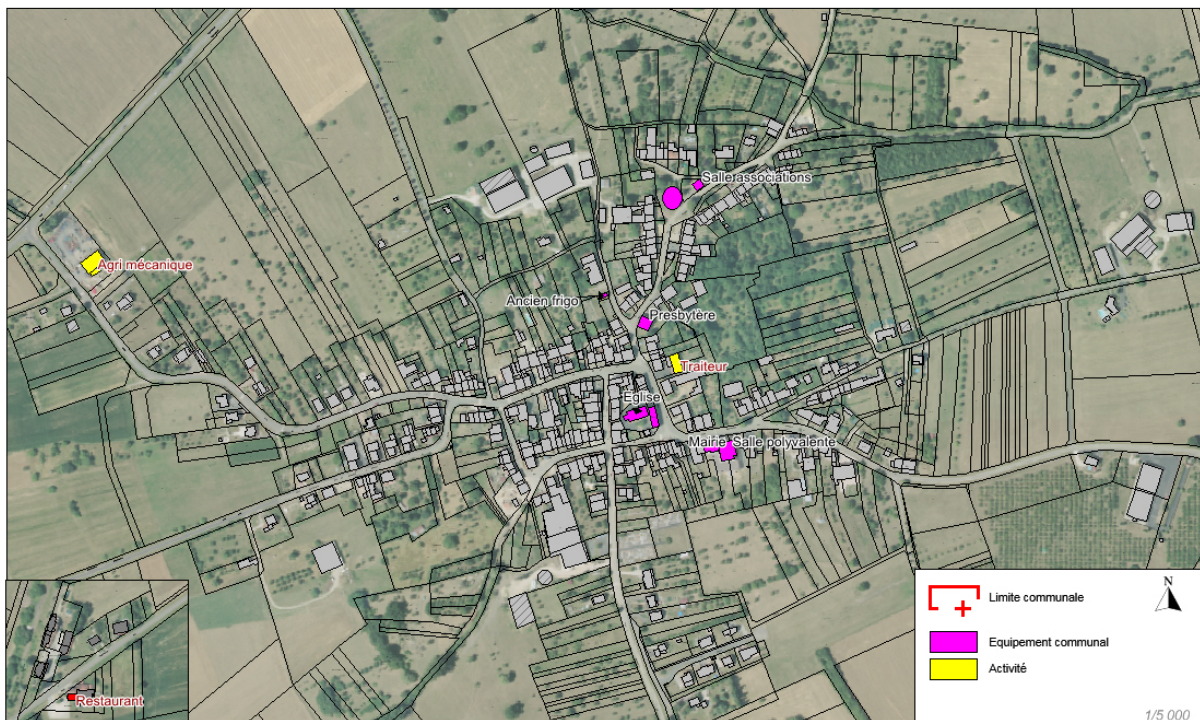 Salle associations
Agri mécanique
Ancien frigo
Presbytère
Traiteur
Eglise
Mairie Salle polyvalente
Restaurant
N
Limite communale
Equipement communal
Activité
1/5 000